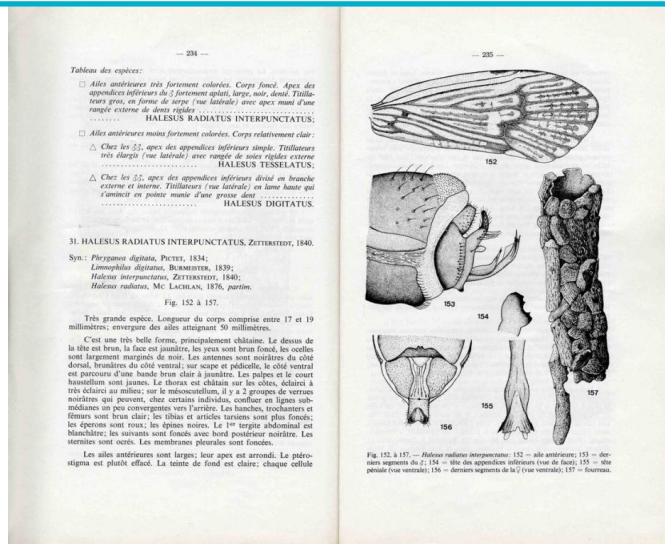 — 234 —
Tableau des espèces:
□ Ailes antérieures très fortement colorées. Corps foncé. Apex des
appendices inférieurs du ♂ fortement aplati, large, noir, denté. Titilla-
teurs gros, en forme de serpe (vue latérale) avec apex muni d'une
rangée externe de dents rigides ..............................
........ HALESUS RADIATUS INTERPUNCTATUS;
□ Ailes antérieures moins fortement colorées. Corps relativement clair:
△ Chez les ♂♂, apex des appendices inférieurs simple. Titillateurs
très élargis (vue latérale) avec rangée de soies rigides externe
........................ HALESUS TESSELATUS;
△ Chez les ♂♂, apex des appendices inférieurs divisé en branche
externe et interne. Titillateurs (vue latérale) en lame haute qui
s'amincit en pointe munie d'une grosse dent ..............
........................ HALESUS DIGITATUS.
31. HALESUS RADIATUS INTERPUNCTATUS, ZETTERSTEDT, 1840.
Syn.: Phryganea digitata, PICTET, 1834;
Limnophilus digitatus, BURMEISTER, 1839;
Halesus interpunctatus, ZETTERSTEDT, 1840;
Halesus radiatus, MC LACHLAN, 1876, partim.
Fig. 152 à 157.
Très grande espèce. Longueur du corps comprise entre 17 et 19
millimètres; envergure des ailes atteignant 50 millimètres.
C'est une très belle forme, principalement châtaine. Le dessus de
la tête est brun, la face est jaunâtre, les yeux sont brun foncé, les ocelles
sont largement marginés de noir. Les antennes sont noirâtres du côté
dorsal, brunâtres du côté ventral; sur scape et pédicelle, le côté ventral
est parcouru d'une bande brun clair à jaunâtre. Les palpes et le court
haustellum sont jaunes. Le thorax est châtain sur les côtes, éclairci à
très éclairci au milieu; sur le mésoscutellum, il y a 2 groupes de verrues
noirâtres qui peuvent, chez certains individus, confluer en lignes sub-
médianes un peu convergentes vers l'arrière. Les hanches, trochanters et
fémurs sont brun clair; les tibias et articles tarsiens sont plus foncés;
les éperons sont roux; les épines noires. Le 1er tergite abdominal est
blanchâtre; les suivants sont foncés avec bord postérieur noirâtre. Les
sternites sont ocrés. Les membranes pleurales sont foncées.
Les ailes antérieures sont larges; leur apex est arrondi. Le ptéro-
stigma est plutôt effacé. La teinte de fond est claire; chaque cellule
— 235 —
152
153
154
155
156
157
Fig. 152, à 157. — Halesus radiatus interpunctatus: 152 = aile antérieure; 153 = der-
niers segments du ♂; 154 = tête des appendices inférieurs (vue de face); 155 = tête
péniale (vue ventrale); 156 = derniers segments de la ♀ (vue ventrale); 157 = fourreau.